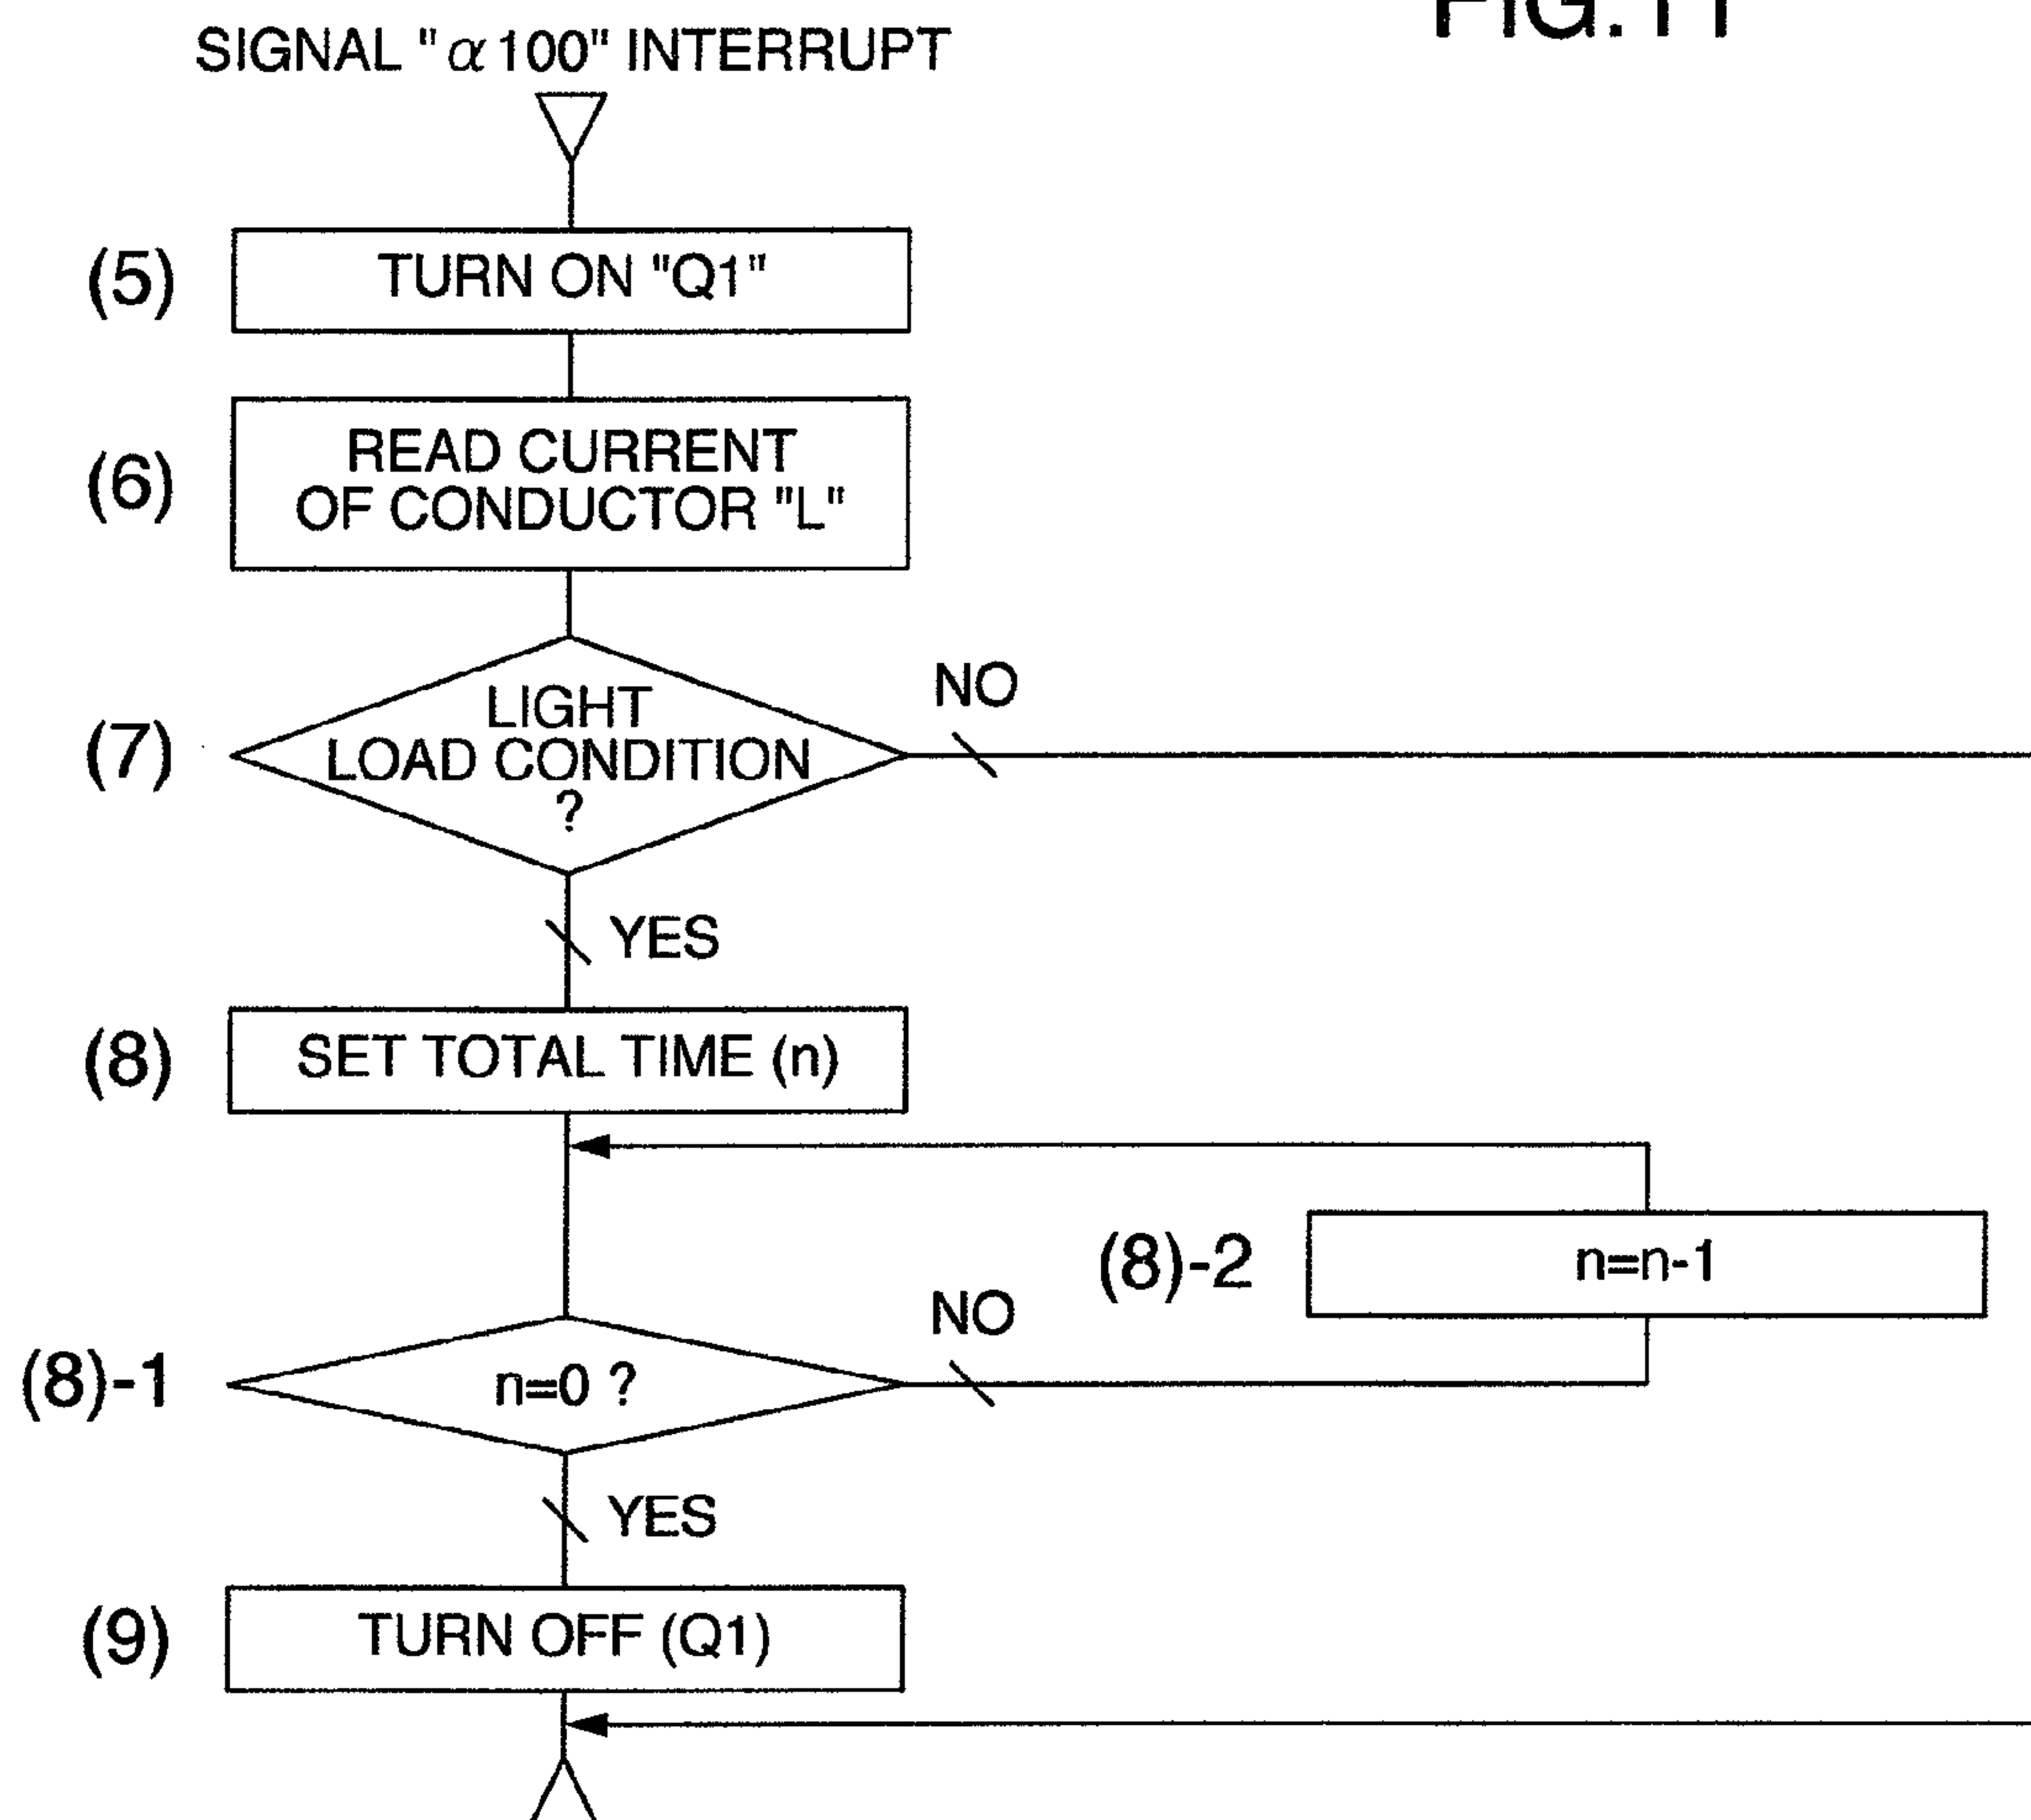 FIG.11
SIGNAL "α100" INTERRUPT
(5)
TURN ON "Q1"
(6)
READ CURRENT
OF CONDUCTOR "L"
(7)
LIGHT
LOAD CONDITION
?
NO
YES
(8)
SET TOTAL TIME (n)
(8)-2
n=n-1
(8)-1
n=0 ?
NO
YES
(9)
TURN OFF (Q1)